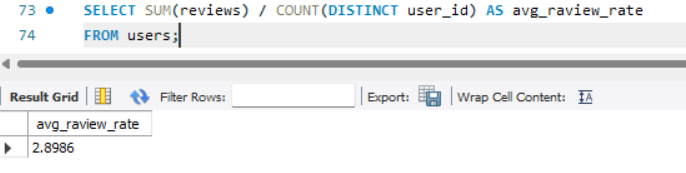 73 SELECT SUM(reviews) / COUNT(DISTINCT user_id) AS avg_raview_rate
74 FROM users;
Result Grid Filter Rows: Export: Wrap Cell Content: IA
avg_raview_rate
2.8986